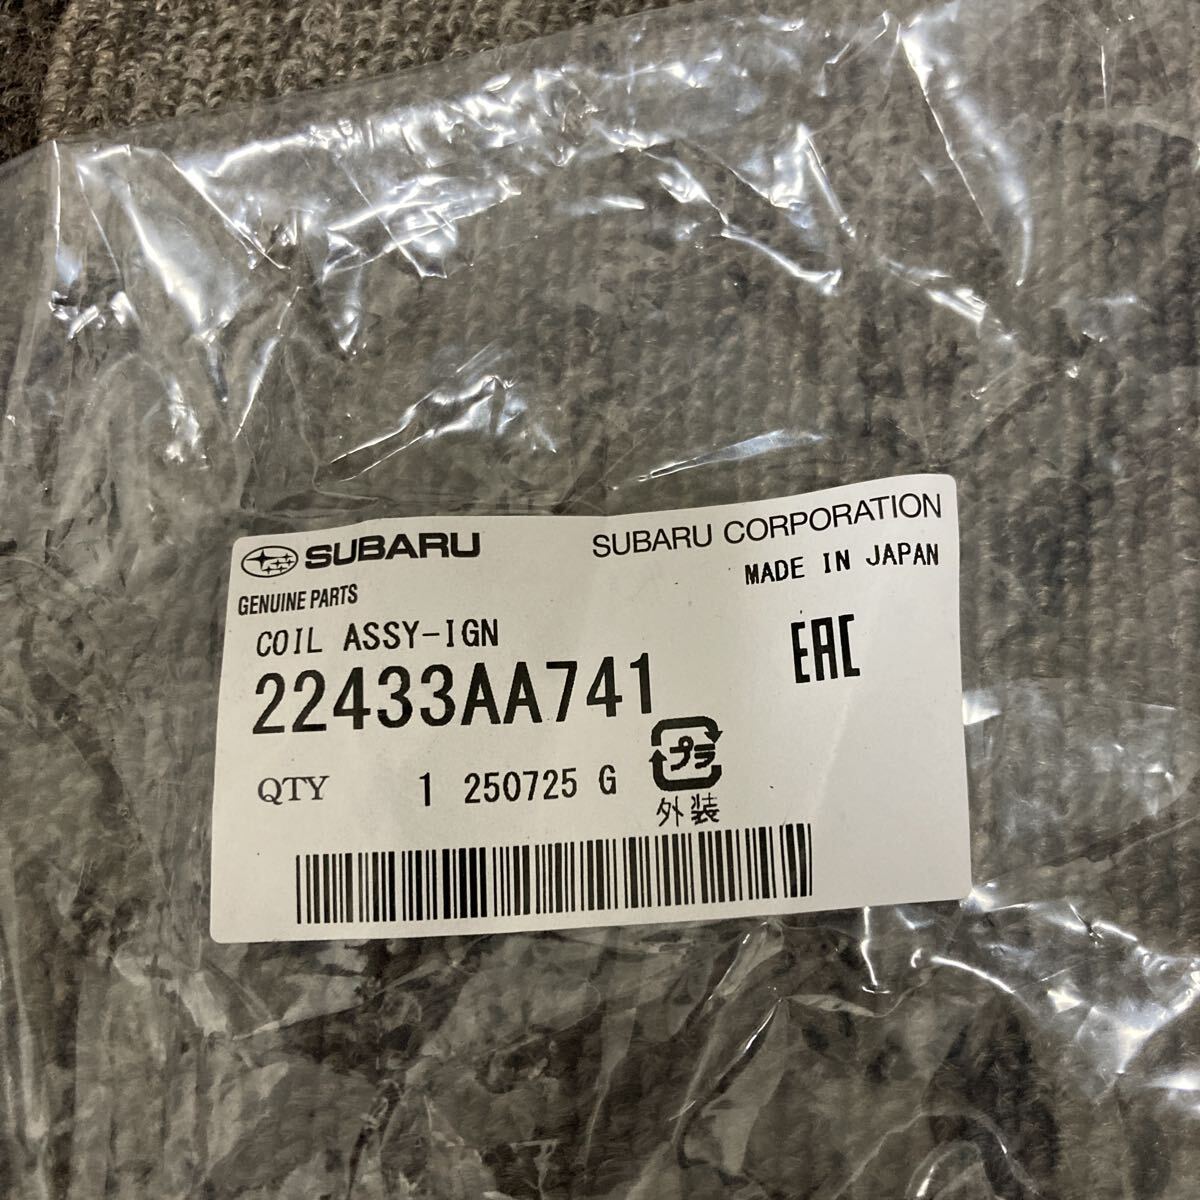 SUBARU
SUBARU CORPORATION
GENUINE PARTS
MADE IN JAPAN
COIL ASSY-IGN
EAC
22433AA741
プラ
QTY 1 250725 G
外装